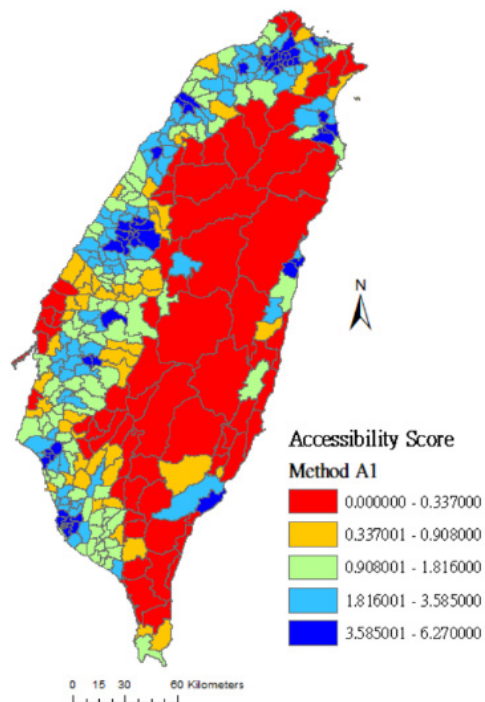 N
Accessibility Score
Method A1
0.000000 - 0.337000
0.337001 - 0.908000
0.908001 - 1.816000
1.816001 - 3.585000
3.585001 - 6.270000
0 15 30 60 Kilometers